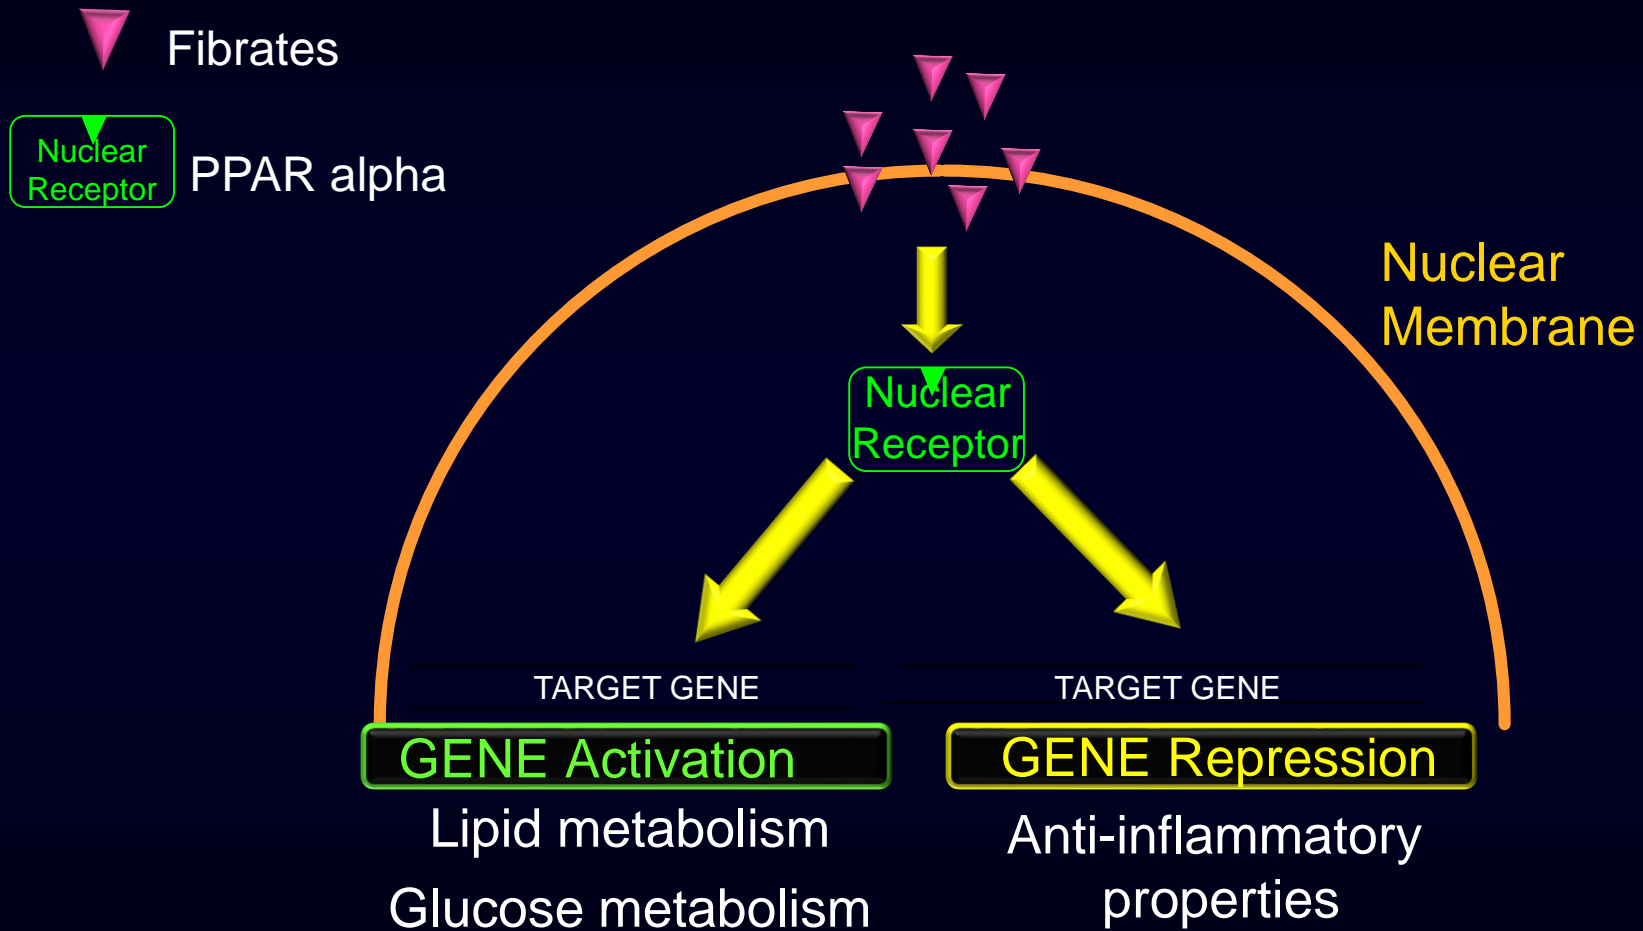 Fibrates
Nuclear
Receptor
PPAR alpha
Nuclear
Membrane
Nuclear
Receptor
TARGET GENE
TARGET GENE
GENE Activation
GENE Repression
Lipid metabolism
Glucose metabolism
Anti-inflammatory
properties